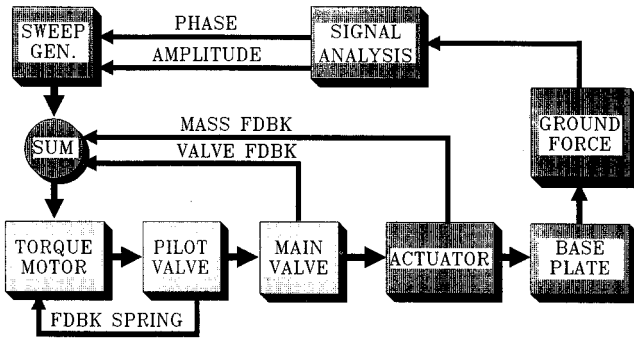 SWEEP
GEN.
PHASE
AMPLITUDE
SIGNAL
ANALYSIS
SUM
MASS FDBK
VALVE FDBK
GROUND
FORCE
TORQUE
MOTOR
PILOT
VALVE
MAIN
VALVE
ACTUATOR
BASE
PLATE
FDBK SPRING